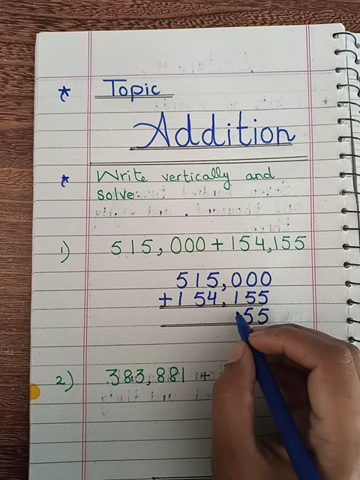 * Topic
Addition
* Write vertically and
solve
1) 515,000 + 154,155
515,000
+ 154,155
55
2) 383,881 +